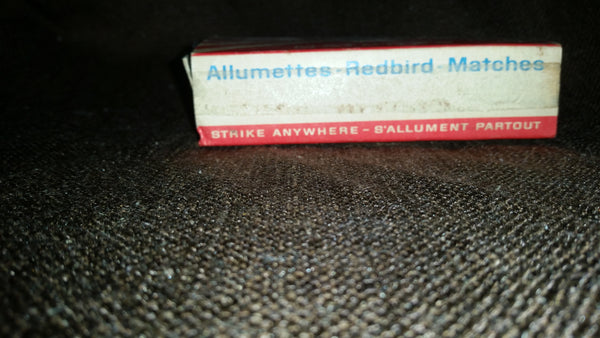 Allumettes - Redbird - Matches
STRIKE ANYWHERE - S'ALLUMENT PARTOUT